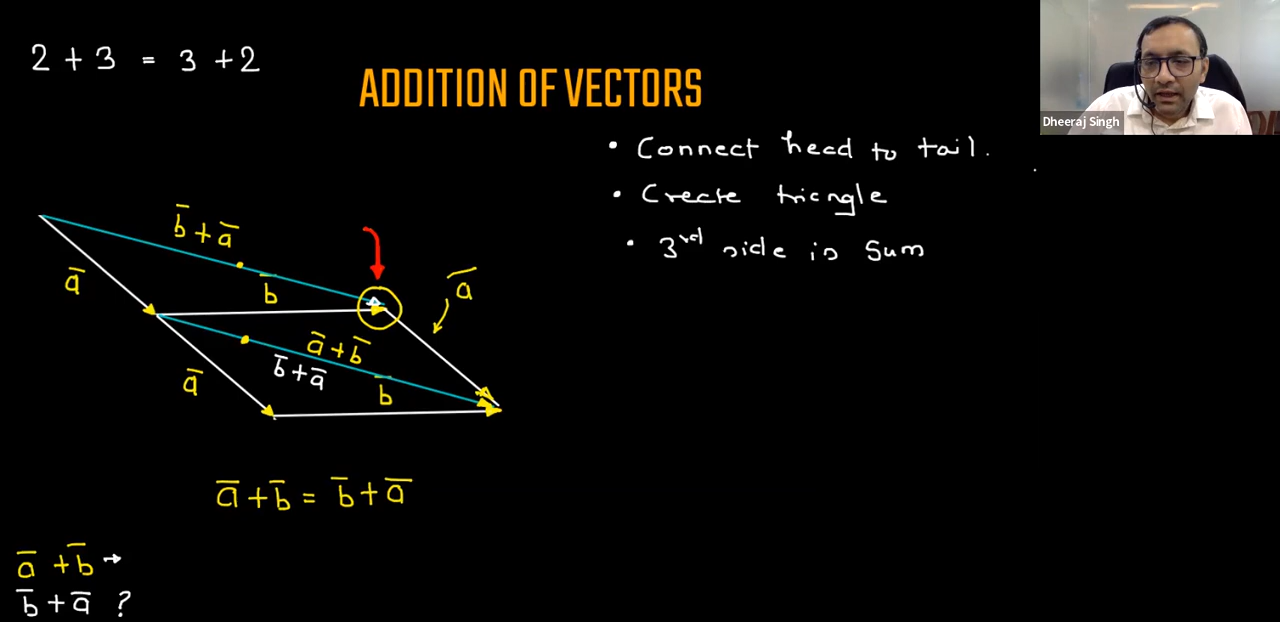 2 + 3 = 3 + 2
ADDITION OF VECTORS
Dheeraj Singh
• Connect head to tail.
• Create triangle
• 3rd side is sum
b̅ + a̅
a̅
b̅
a̅
a̅ + b̅
b̅ + a̅
a̅
b̅
a̅ + b̅ = b̅ + a̅
a̅ + b̅ →
b̅ + a̅ ?